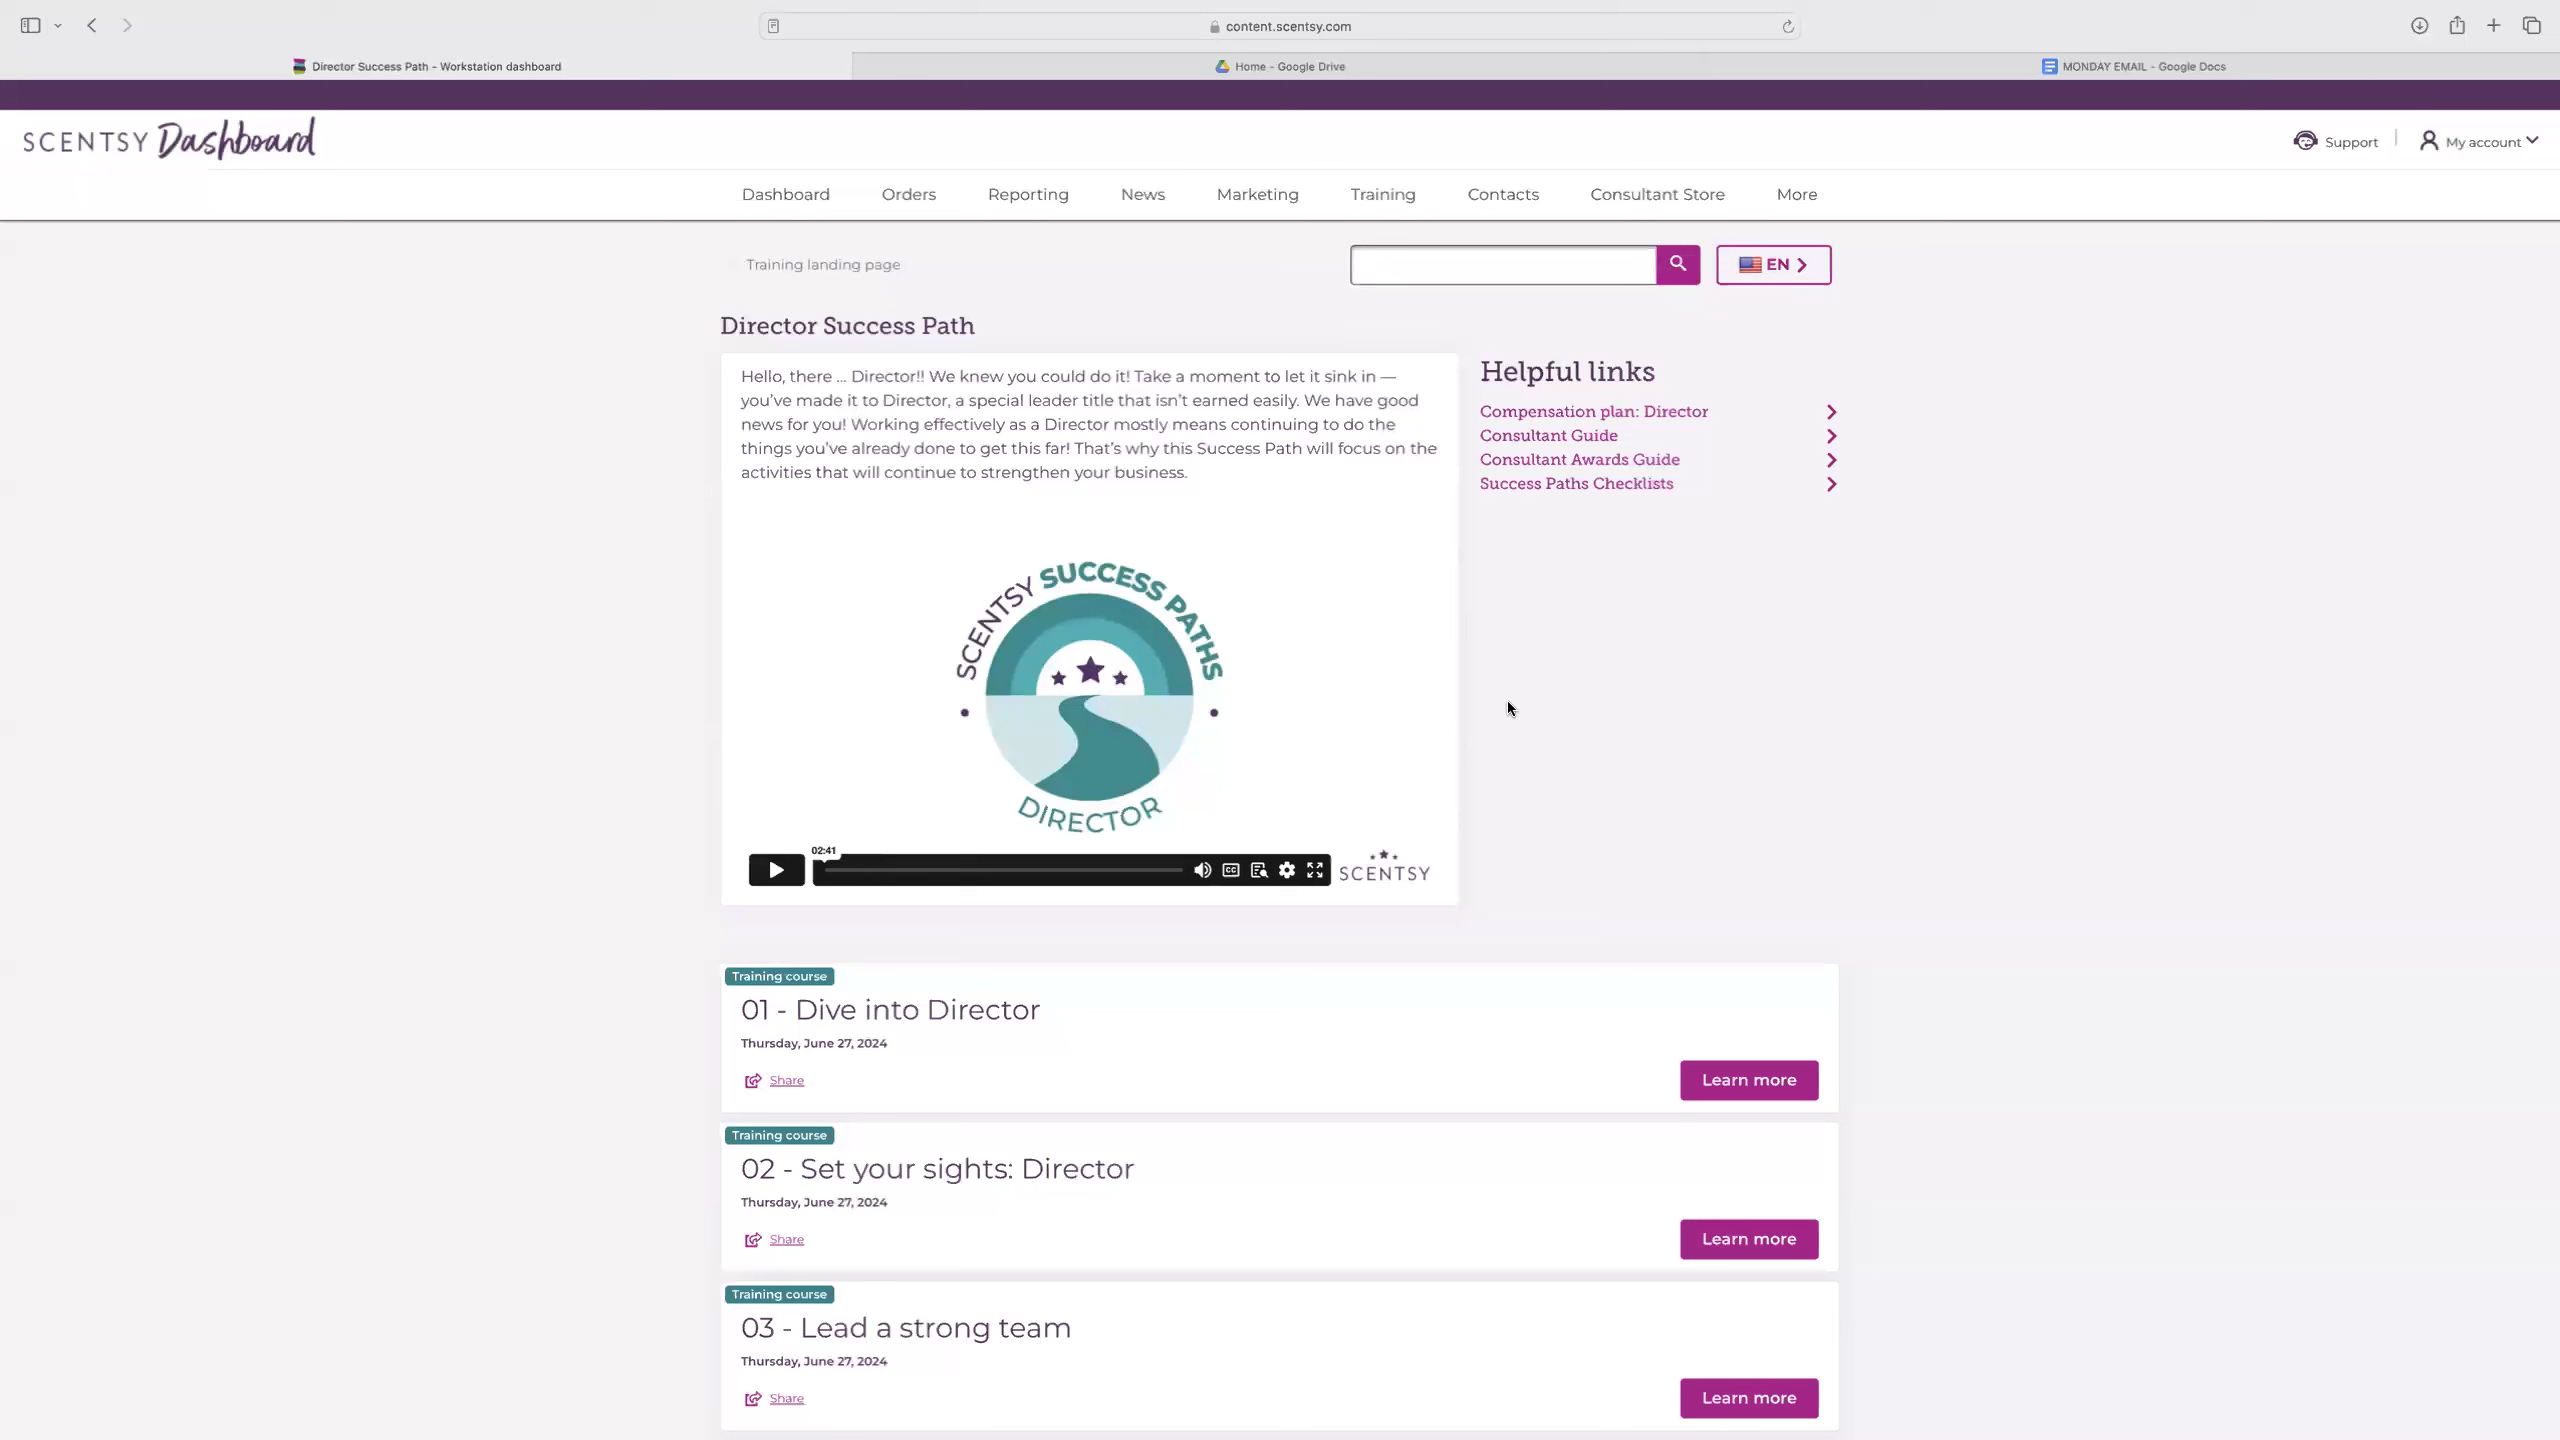 content.scentsy.com
Director Success Path - Workstation dashboard
Home - Google Drive
MONDAY EMAIL - Google Docs
SCENTSY Dashboard
Support
My account
Dashboard
Orders
Reporting
News
Marketing
Training
Contacts
Consultant Store
More
Training landing page
EN
Director Success Path
Hello, there ... Director!! We knew you could do it! Take a moment to let it sink in —
you've made it to Director, a special leader title that isn't earned easily. We have good
news for you! Working effectively as a Director mostly means continuing to do the
things you've already done to get this far! That's why this Success Path will focus on the
activities that will continue to strengthen your business.
Helpful links
Compensation plan: Director
Consultant Guide
Consultant Awards Guide
Success Paths Checklists
SCENTSY SUCCESS PATHS
DIRECTOR
02:41
CC
SCENTSY
Training course
01 - Dive into Director
Thursday, June 27, 2024
Share
Learn more
Training course
02 - Set your sights: Director
Thursday, June 27, 2024
Share
Learn more
Training course
03 - Lead a strong team
Thursday, June 27, 2024
Share
Learn more